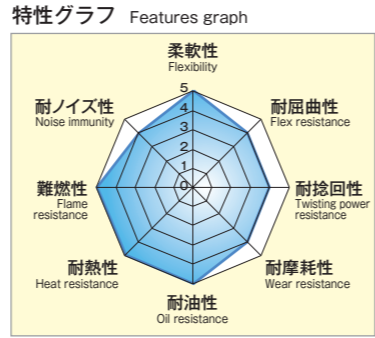 特性グラフ Features graph
柔軟性
Flexibility
5
4
3
2
1
0
耐ノイズ性
Noise immunity
耐屈曲性
Flex resistance
難燃性
Flame
resistance
耐捻回性
Twisting power
resistance
耐熱性
Heat resistance
耐摩耗性
Wear resistance
耐油性
Oil resistance